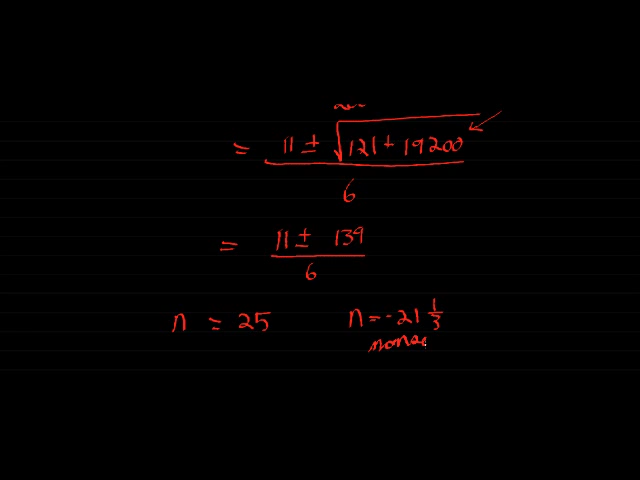 = 11 ± √121 + 19200 / 6
= 11 ± 139 / 6
n = 25 n = -21 1/3